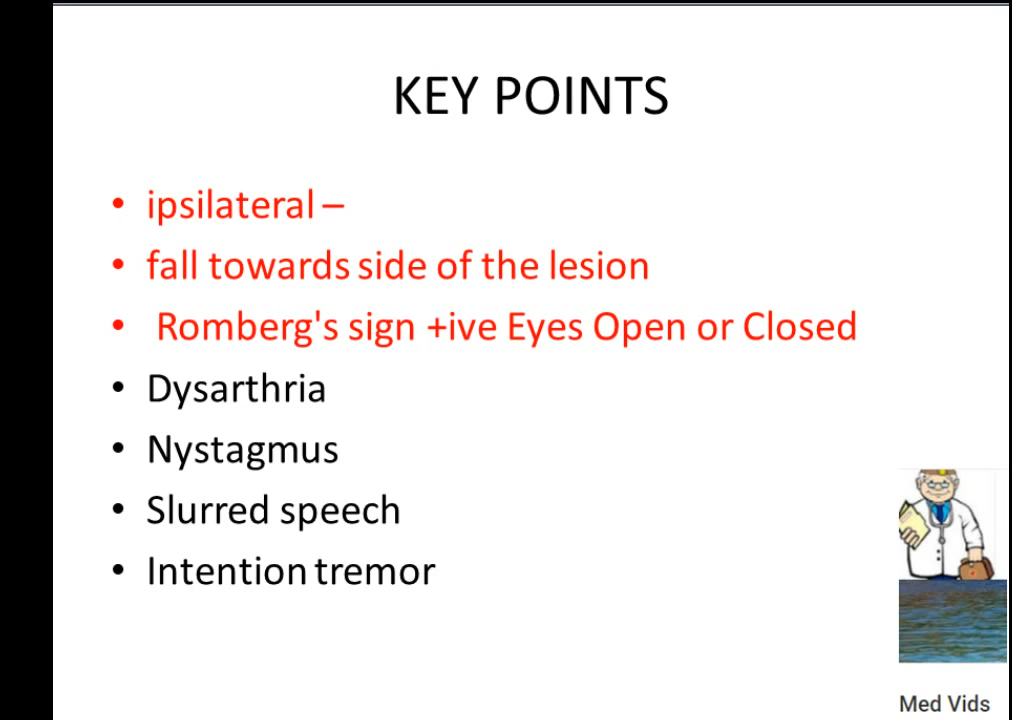 KEY POINTS
• ipsilateral –
• fall towards side of the lesion
• Romberg's sign +ive Eyes Open or Closed
• Dysarthria
• Nystagmus
• Slurred speech
• Intention tremor
Med Vids